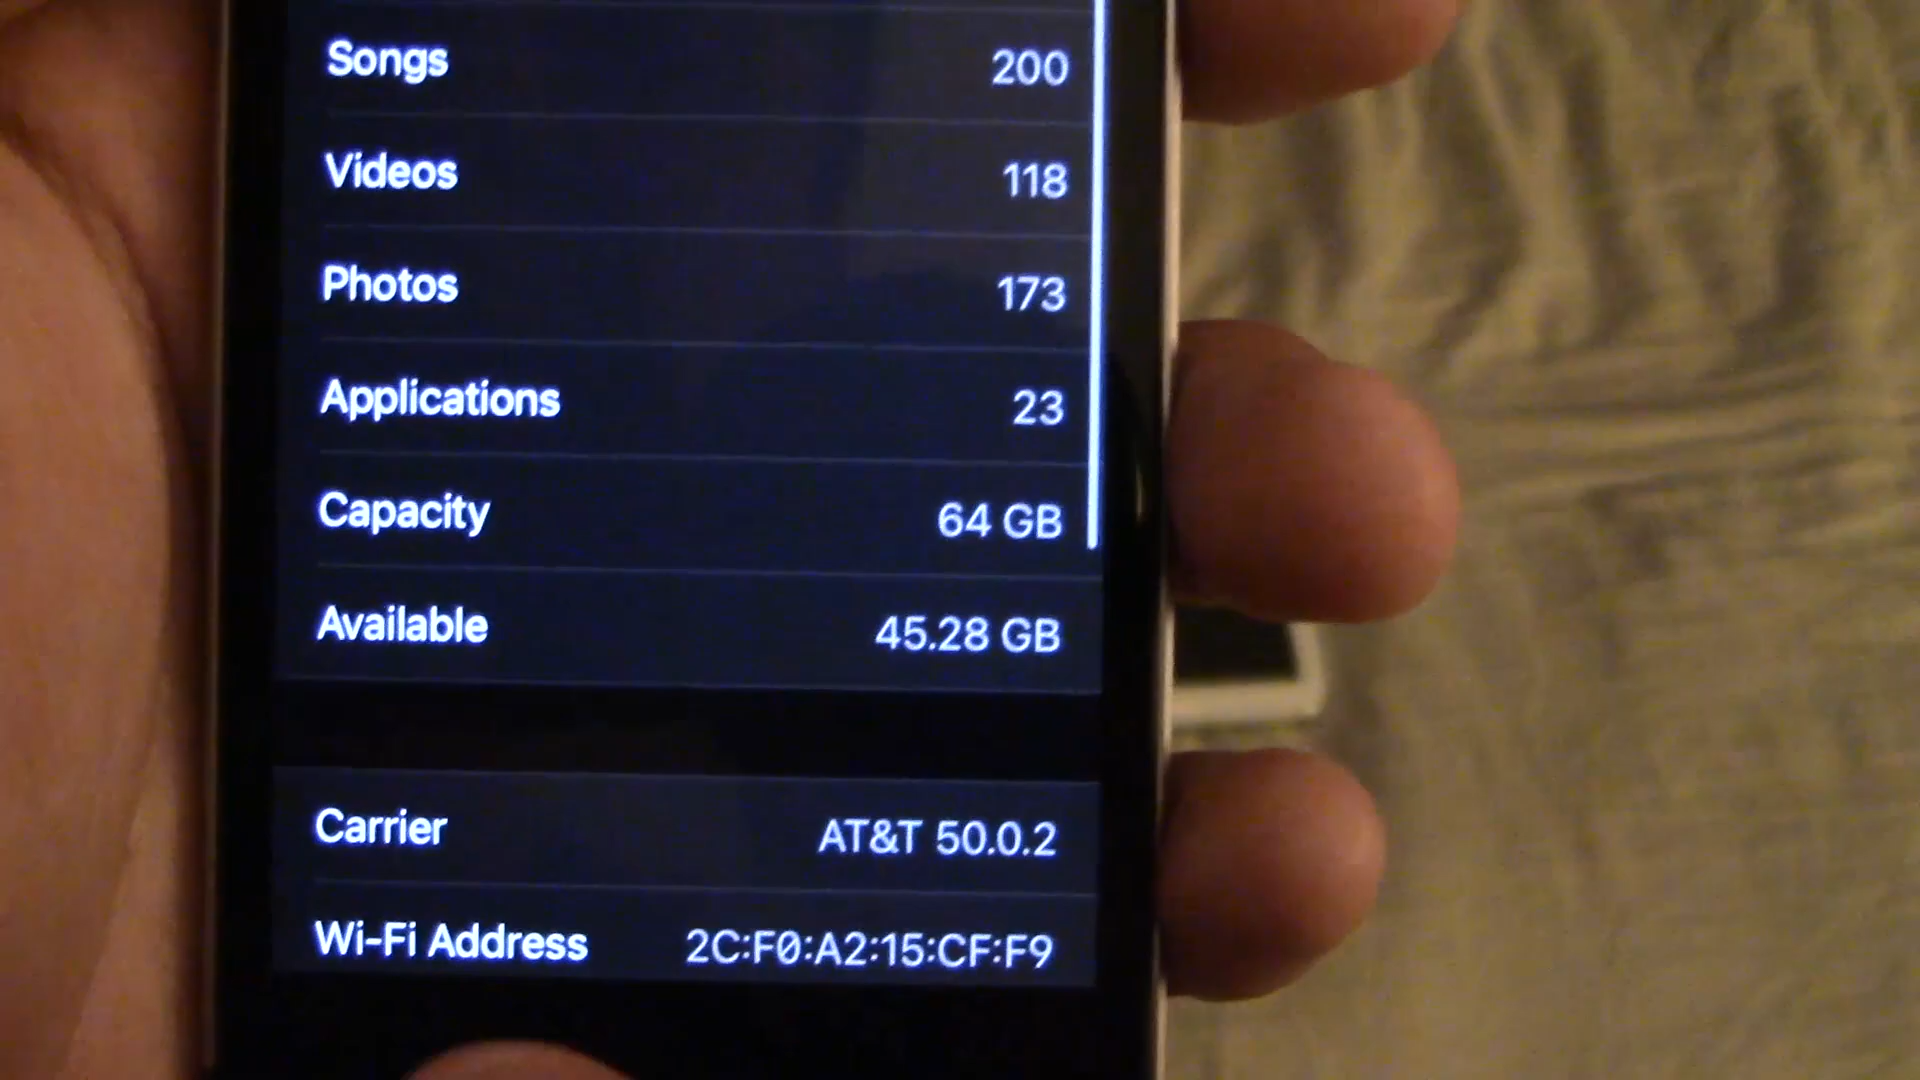 Songs 200
Videos 118
Photos 173
Applications 23
Capacity 64 GB
Available 45.28 GB
Carrier AT&T 50.0.2
Wi-Fi Address 2C:F0:A2:15:CF:F9